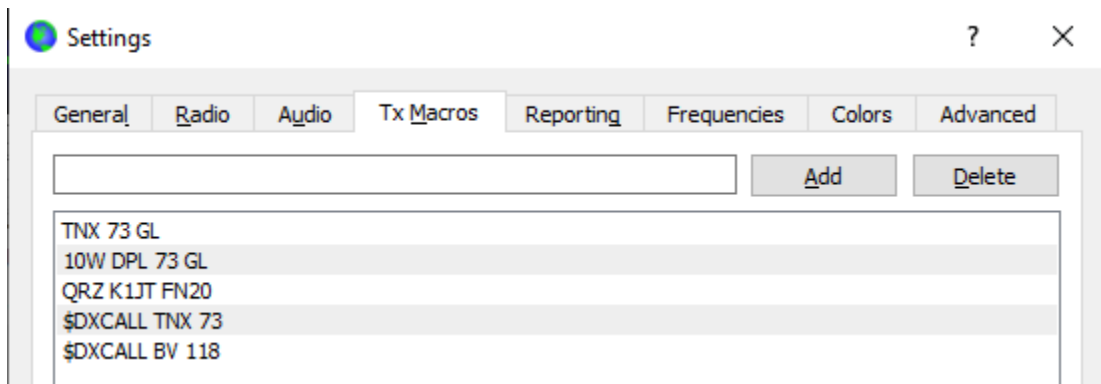 Settings ?
General Radio Audio Tx Macros Reporting Frequencies Colors Advanced
Add Delete
TNX 73 GL
10W DPL 73 GL
QRZ K1JT FN20
$DXCALL TNX 73
$DXCALL BV 118